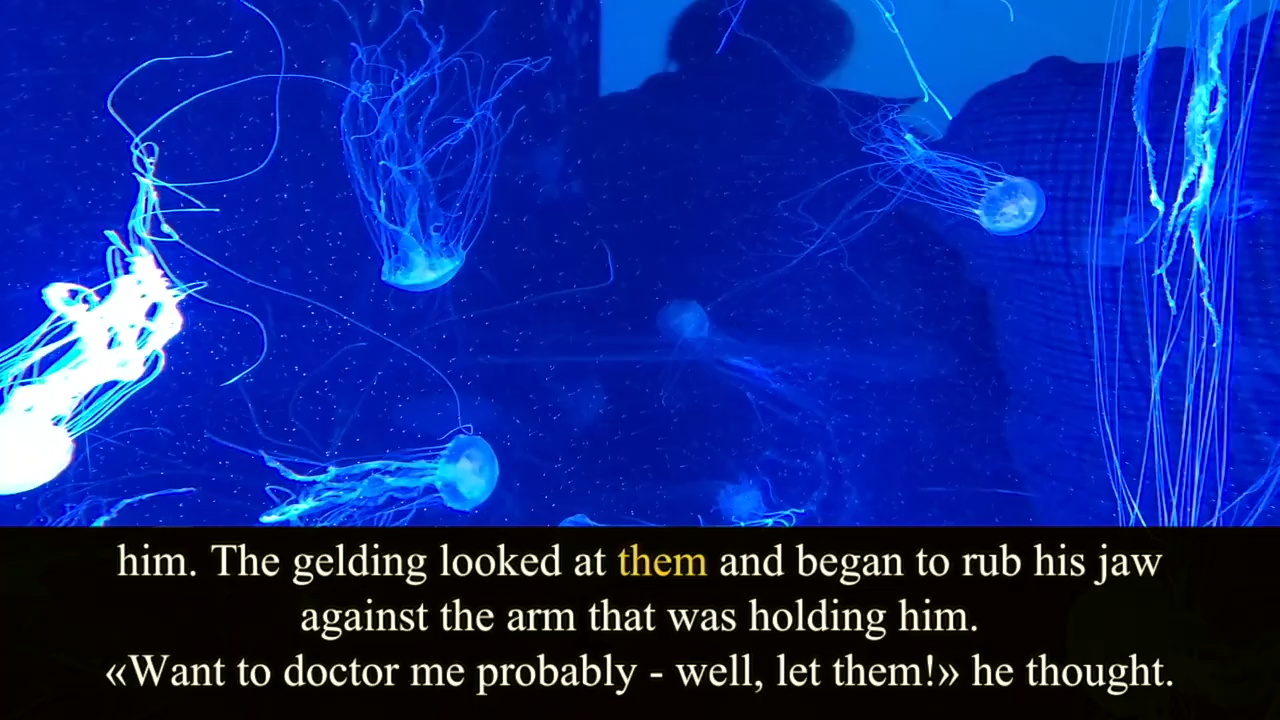 him. The gelding looked at them and began to rub his jaw
against the arm that was holding him.
«Want to doctor me probably - well, let them!» he thought.